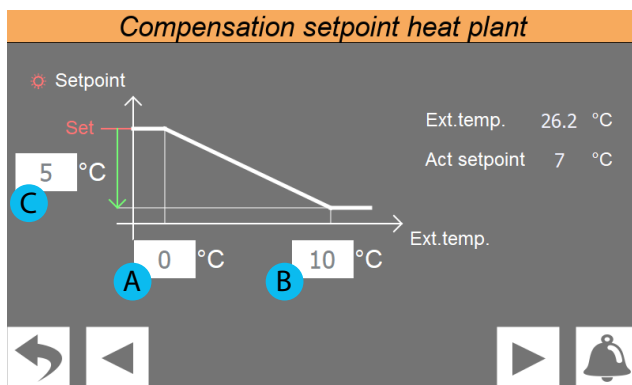 Compensation setpoint heat plant
Setpoint
Set
Ext.temp. 26.2 °C
Act setpoint 7 °C
5 °C
C
Ext.temp.
0 °C
10 °C
A
B